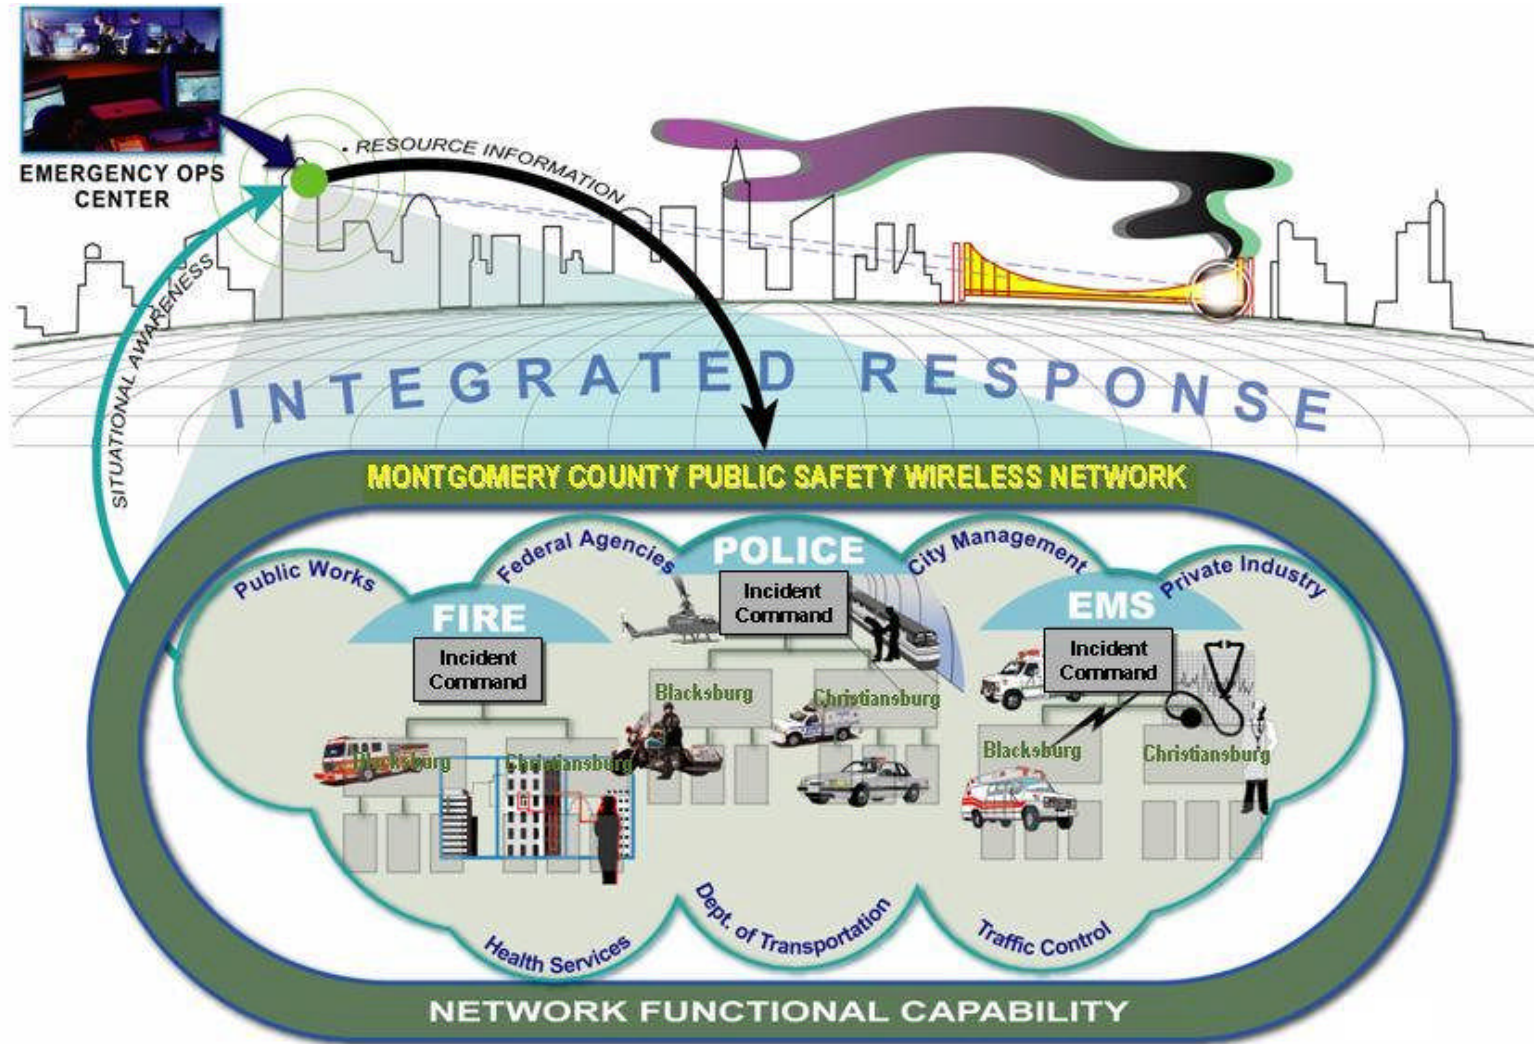 EMERGENCY OPS
CENTER
RESOURCE INFORMATION
SITUATIONAL AWARENESS
INTEGRATED RESPONSE
MONTGOMERY COUNTY PUBLIC SAFETY WIRELESS NETWORK
Public Works
Federal Agencies
POLICE
City Management
Private Industry
FIRE
Incident
Command
Incident
Command
EMS
Incident
Command
Blacksburg
Christiansburg
Blacksburg
Christiansburg
Blacksburg
Christiansburg
Health Services
Dept. of Transportation
Traffic Control
NETWORK FUNCTIONAL CAPABILITY